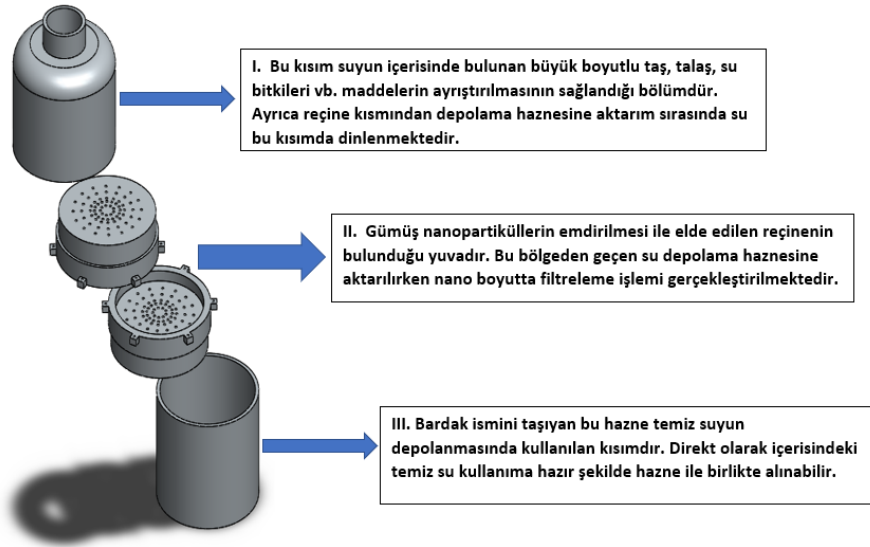 I. Bu kısım suyun içerisinde bulunan büyük boyutlu taş, talaş, su
bitkileri vb. maddelerin ayrıştırılmasının sağlandığı bölümdür.
Ayrıca reçine kısmından depolama haznesine aktarım sırasında su
bu kısımda dinlenmektedir.
II. Gümüş nanopartiküllerin emdirilmesi ile elde edilen reçinenin
bulunduğu yuvadır. Bu bölgeden geçen su depolama haznesine
aktarılırken nano boyutta filtreleme işlemi gerçekleştirilmektedir.
III. Bardak ismini taşıyan bu hazne temiz suyun
depolanmasında kullanılan kısımdır. Direkt olarak içerisindeki
temiz su kullanıma hazır şekilde hazne ile birlikte alınabilir.